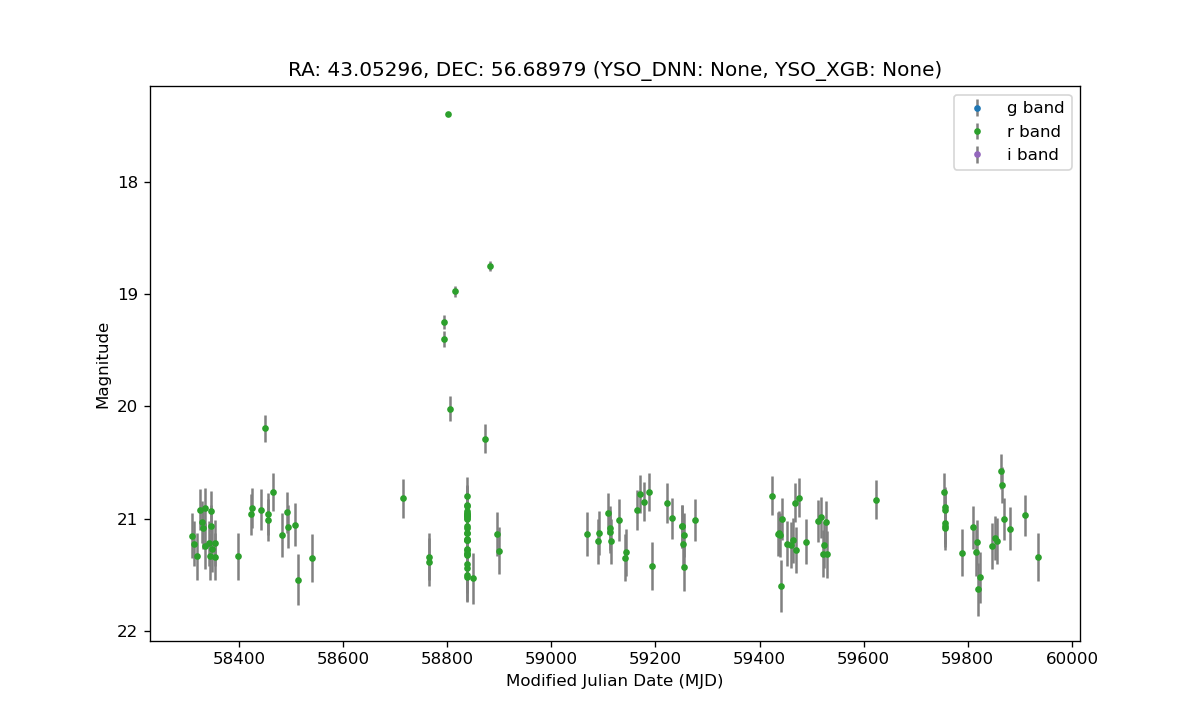 RA: 43.05296, DEC: 56.68979 (YSO_DNN: None, YSO_XGB: None)
g band
r band
i band
18
19
20
21
22
Magnitude
58400 58600 58800 59000 59200 59400 59600 59800 60000
Modified Julian Date (MJD)